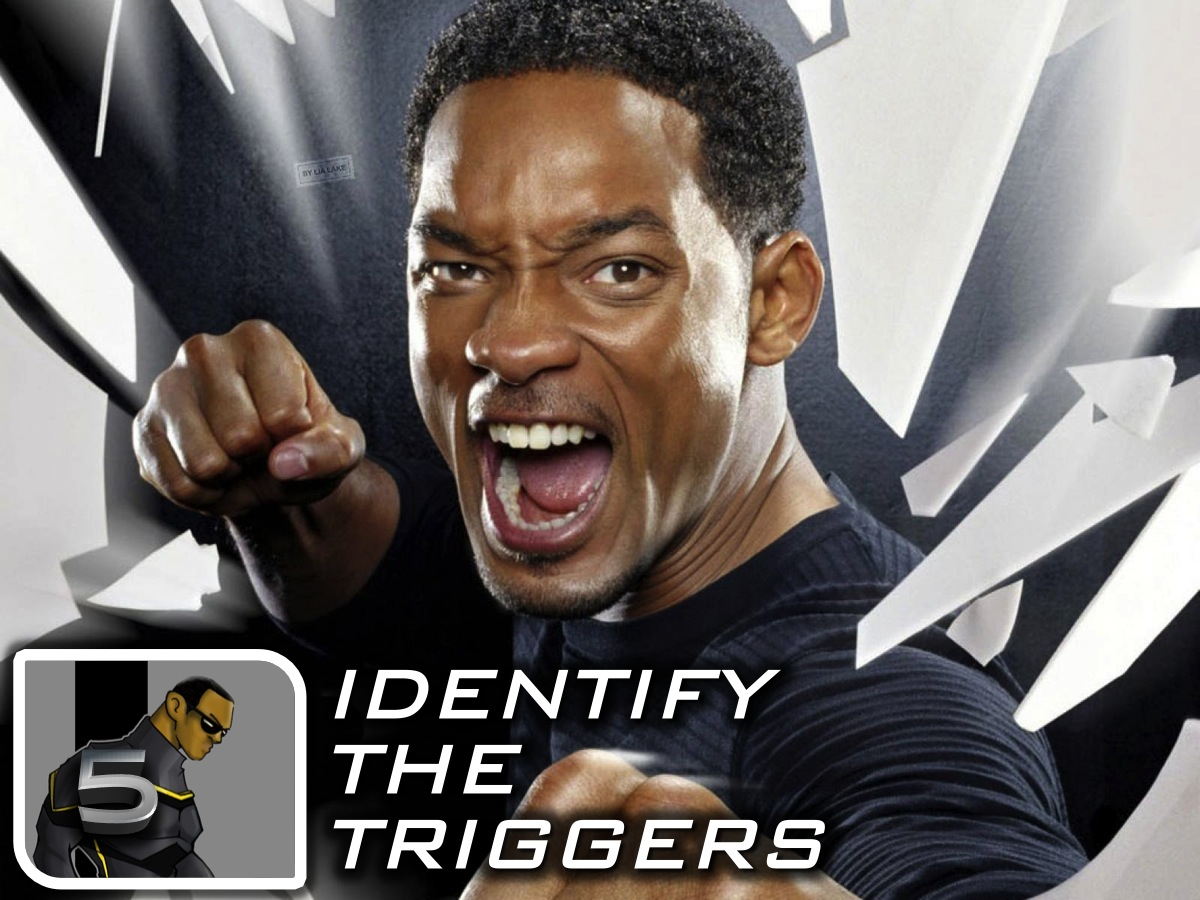 BY LIA LAKE
5
IDENTIFY
THE
TRIGGERS